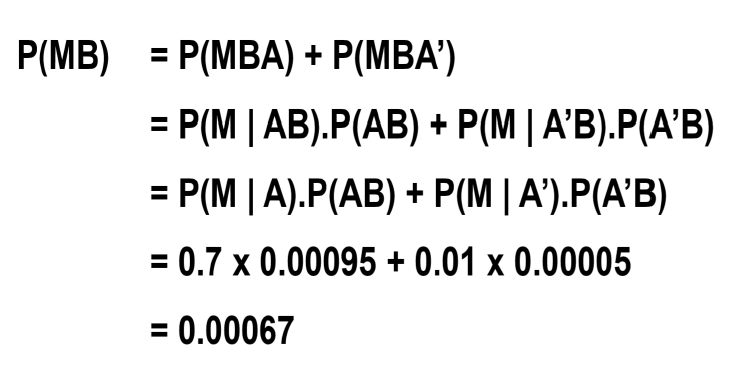 P(MB) = P(MBA) + P(MBA’)
= P(M | AB).P(AB) + P(M | A’B).P(A’B)
= P(M | A).P(AB) + P(M | A’).P(A’B)
= 0.7 x 0.00095 + 0.01 x 0.00005
= 0.00067